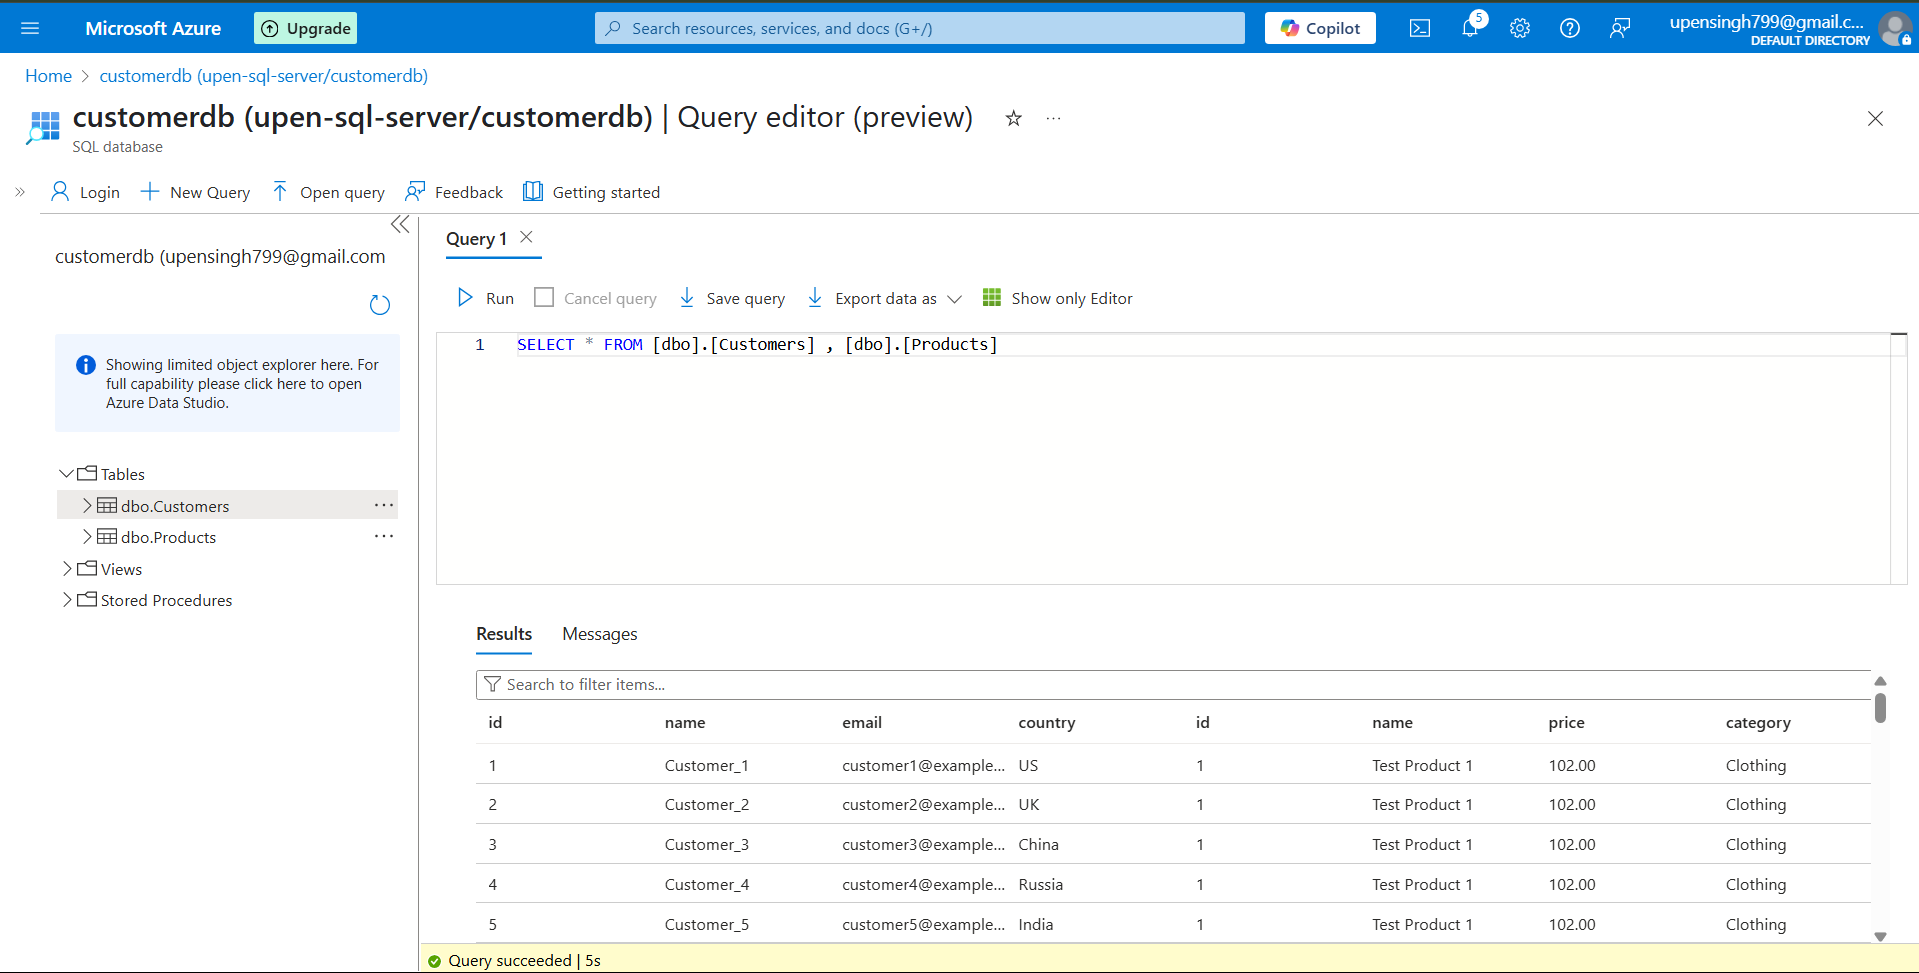 Microsoft Azure
Upgrade
Search resources, services, and docs (G+/)
Copilot
5
upensingh799@gmail.c...
DEFAULT DIRECTORY
Home > customerdb (upen-sql-server/customerdb)
customerdb (upen-sql-server/customerdb) | Query editor (preview)
SQL database
Login
New Query
Open query
Feedback
Getting started
customerdb (upensingh799@gmail.com
Showing limited object explorer here. For
full capability please click here to open
Azure Data Studio.
Tables
dbo.Customers
dbo.Products
Views
Stored Procedures
Query 1
Run
Cancel query
Save query
Export data as
Show only Editor
1 SELECT * FROM [dbo].[Customers] , [dbo].[Products]
Results Messages
Search to filter items...
id name email country id name price category
1 Customer_1 customer1@example... US 1 Test Product 1 102.00 Clothing
2 Customer_2 customer2@example... UK 1 Test Product 1 102.00 Clothing
3 Customer_3 customer3@example... China 1 Test Product 1 102.00 Clothing
4 Customer_4 customer4@example... Russia 1 Test Product 1 102.00 Clothing
5 Customer_5 customer5@example... India 1 Test Product 1 102.00 Clothing
Query succeeded | 5s